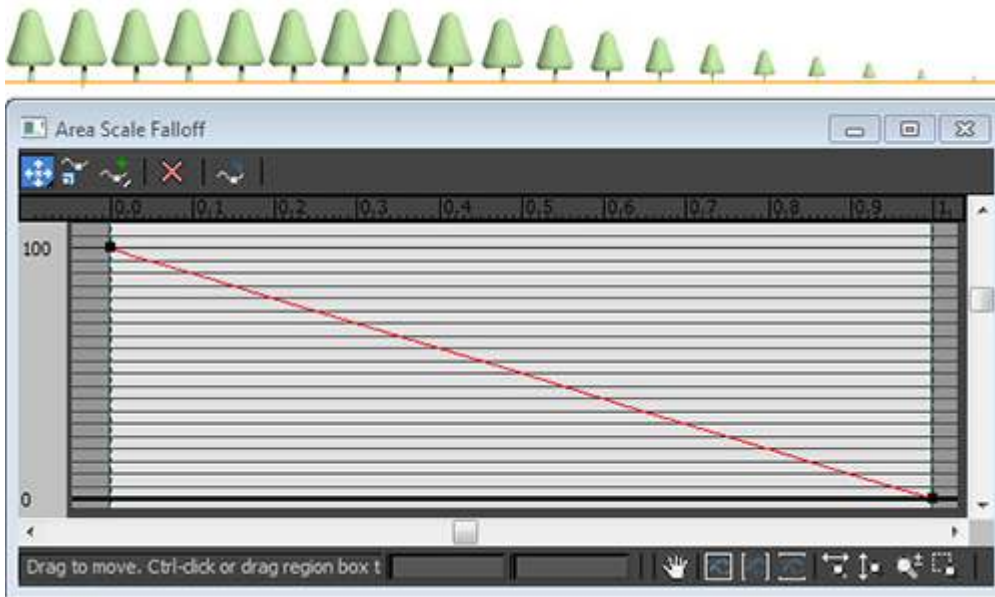 Area Scale Falloff
0.0 0.1 0.2 0.3 0.4 0.5 0.6 0.7 0.8 0.9 1.
100
0
Drag to move. Ctrl-click or drag region box t